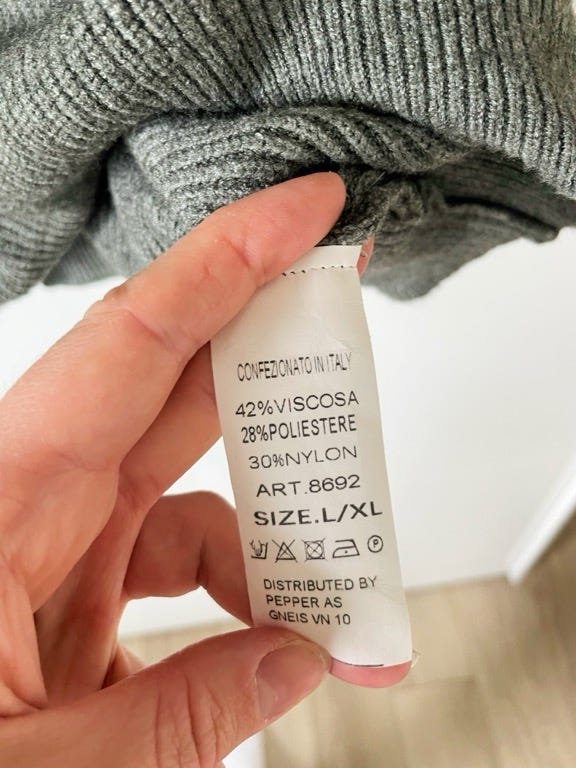 CONFEZIONATO IN ITALY
42%VISCOSA
28%POLIESTERE
30%NYLON
ART.8692
SIZE.L/XL
P
DISTRIBUTED BY
PEPPER AS
GNEIS VN 10